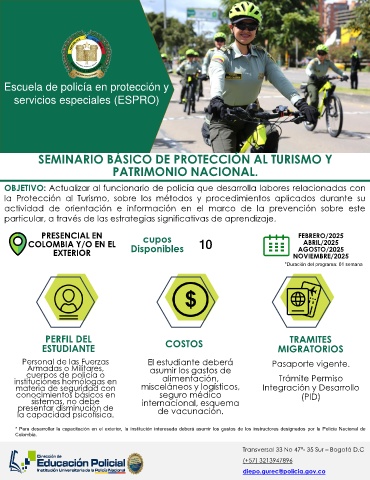 Escuela de policía en protección y
servicios especiales (ESPRO)
SEMINARIO BÁSICO DE PROTECCIÓN AL TURISMO Y
PATRIMONIO NACIONAL.
OBJETIVO: Actualizar al funcionario de policía que desarrolla labores relacionadas con
la Protección al Turismo, sobre los métodos y procedimientos aplicados durante su
actividad de orientación e información en el marco de la prevención sobre este
particular, a través de las estrategias significativas de aprendizaje.
PRESENCIAL EN
COLOMBIA Y/O EN EL
EXTERIOR
cupos
Disponibles
10
FEBRERO/2025
ABRIL/2025
AGOSTO/2025
NOVIEMBRE/2025
*Duración del programa: 01 semana
PERFIL DEL
ESTUDIANTE
Personal de las Fuerzas
Armadas o Militares,
cuerpos de policía o
instituciones homólogas en
materia de seguridad con
conocimientos básicos en
sistemas, no debe
presentar disminución de
la capacidad psicofísica.
COSTOS
El estudiante deberá
asumir los gastos de
alimentación,
misceláneos y logísticos,
seguro médico
internacional, esquema
de vacunación.
TRAMITES
MIGRATORIOS
Pasaporte vigente.
Trámite Permiso
Integración y Desarrollo
(PID)
* Para desarrollar la capacitación en el exterior, la institución interesada deberá asumir los gastos de los instructores designados por la Policía Nacional de
Colombia.
Dirección de
Educación Policial
Institución Universitaria de la Policía Nacional
Transversal 33 No 47ª- 35 Sur – Bogotá D.C
(+57) 3213947896
diepo.gurec@policia.gov.co